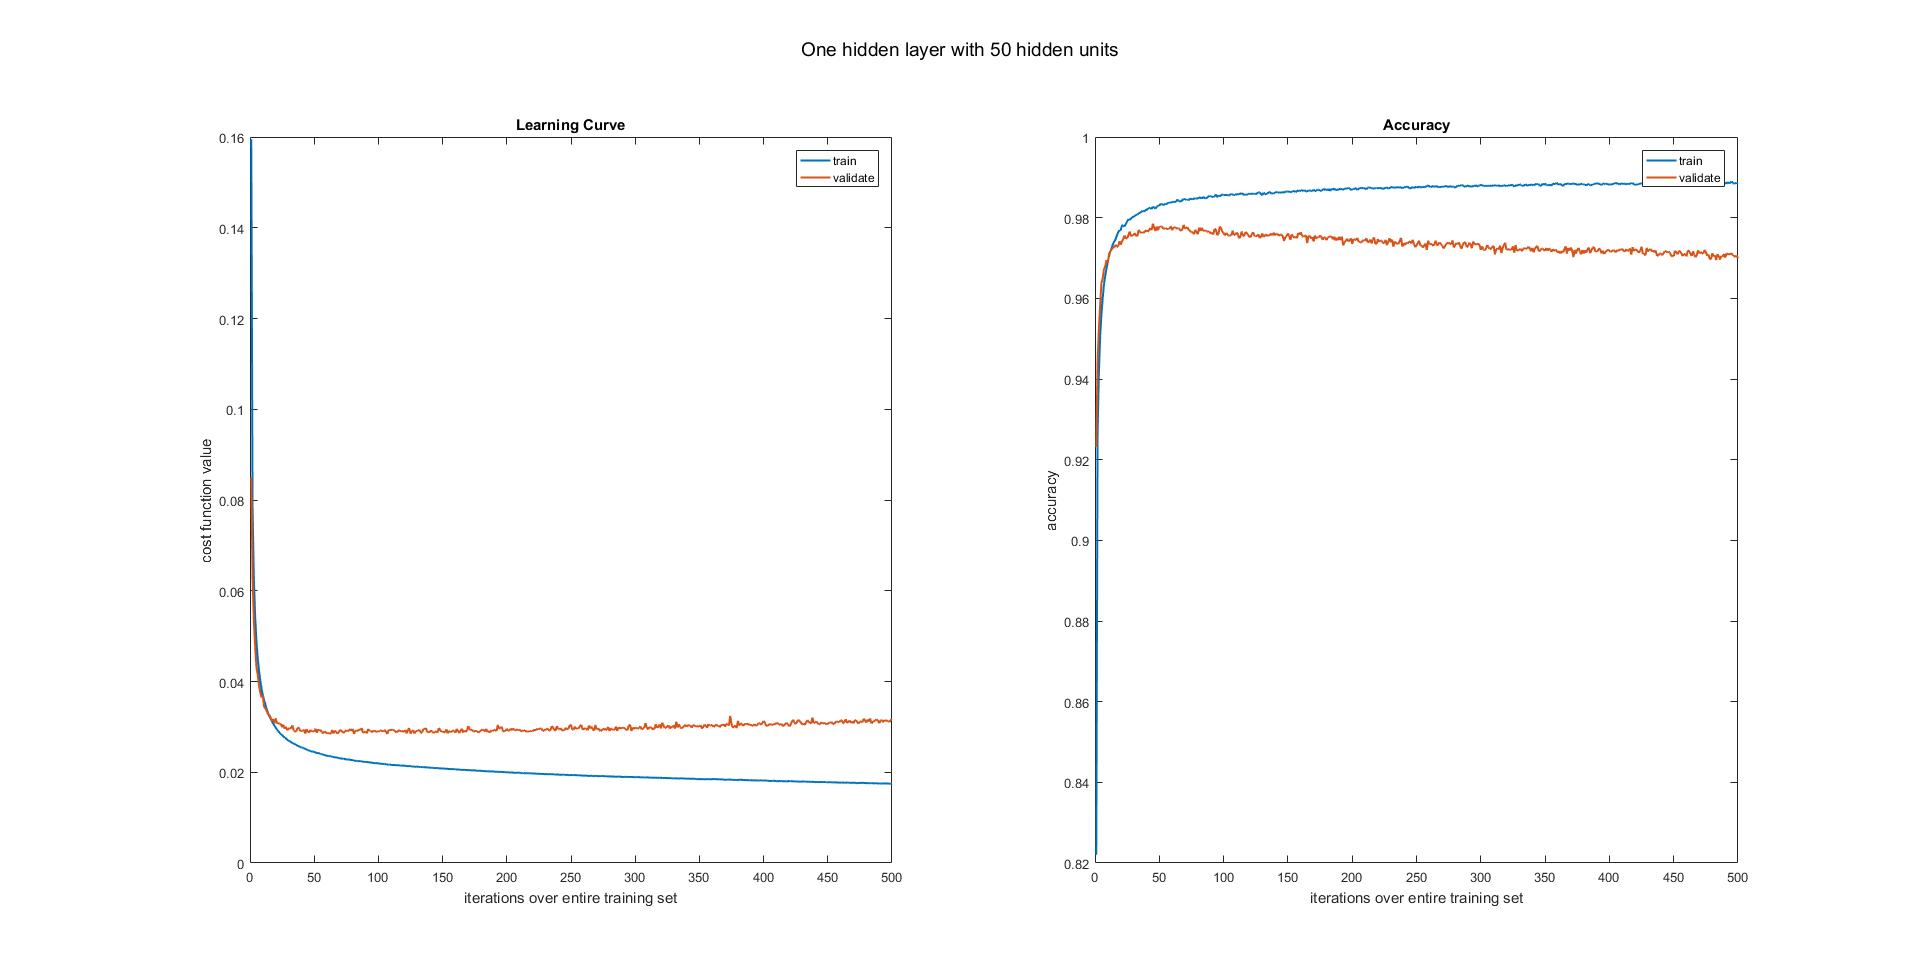 One hidden layer with 50 hidden units
Learning Curve
0.16
0.14
0.12
0.1
0.08
0.06
0.04
0.02
0
cost function value
train
validate
0 50 100 150 200 250 300 350 400 450 500
iterations over entire training set
Accuracy
1
0.98
0.96
0.94
0.92
0.9
0.88
0.86
0.84
0.82
accuracy
train
validate
0 50 100 150 200 250 300 350 400 450 500
iterations over entire training set